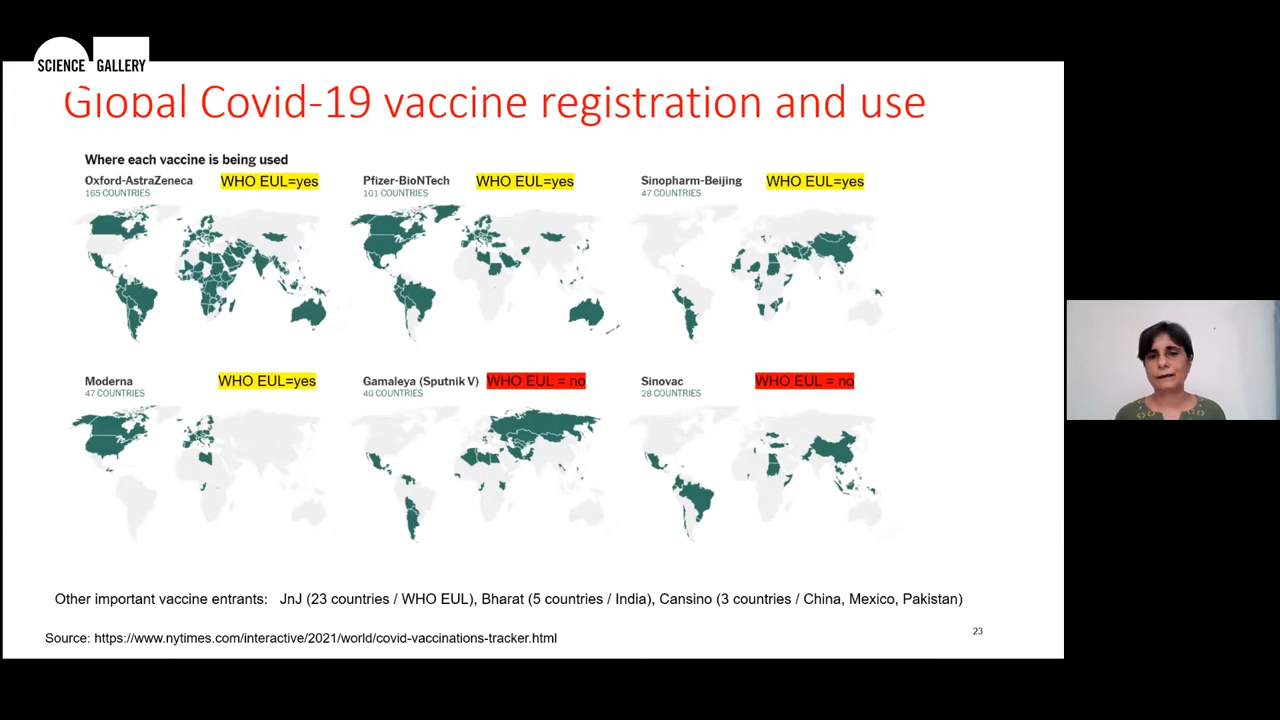 SCIENCE GALLERY
Global Covid-19 vaccine registration and use
Where each vaccine is being used
Oxford-AstraZeneca WHO EUL=yes
165 COUNTRIES
Pfizer-BioNTech WHO EUL=yes
101 COUNTRIES
Sinopharm-Beijing WHO EUL=yes
47 COUNTRIES
Moderna WHO EUL=yes
47 COUNTRIES
Gamaleya (Sputnik V) WHO EUL = no
40 COUNTRIES
Sinovac WHO EUL = no
28 COUNTRIES
Other important vaccine entrants: JnJ (23 countries / WHO EUL), Bharat (5 countries / India), Cansino (3 countries / China, Mexico, Pakistan)
23
Source: https://www.nytimes.com/interactive/2021/world/covid-vaccinations-tracker.html